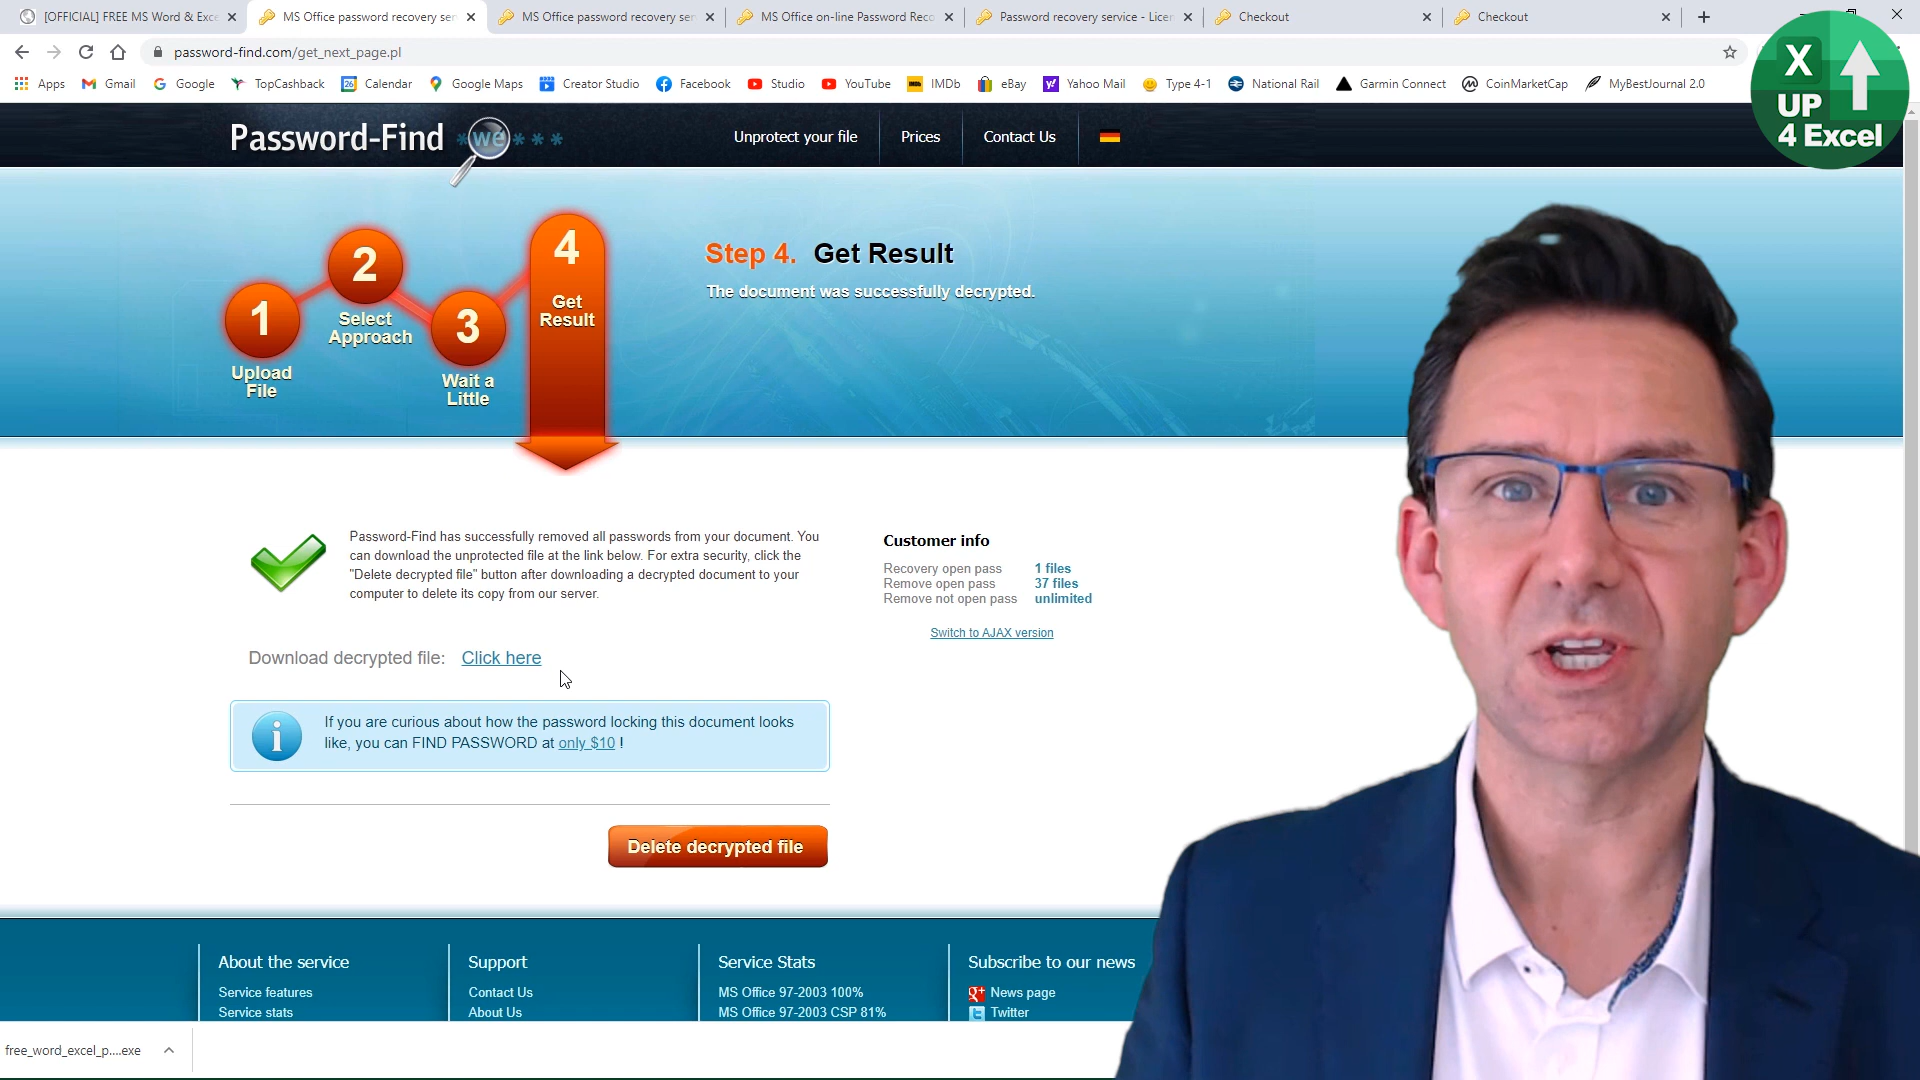 [OFFICIAL] FREE MS Word & Exce
MS Office password recovery ser
MS Office password recovery ser
MS Office on-line Password Reco
Password recovery service - Licen
Checkout
Checkout
password-find.com/get_next_page.pl
Apps
Gmail
Google
TopCashback
26
Calendar
Google Maps
Creator Studio
Facebook
Studio
YouTube
IMDb
eBay
Yahoo Mail
Type 4-1
National Rail
Garmin Connect
CoinMarketCap
MyBestJournal 2.0
X
UP
4 Excel
Password-Find *we***
Unprotect your file
Prices
Contact Us
1
Upload
File
2
Select
Approach
3
Wait a
Little
4
Get
Result
Step 4. Get Result
The document was successfully decrypted.
Password-Find has successfully removed all passwords from your document. You
can download the unprotected file at the link below. For extra security, click the
"Delete decrypted file" button after downloading a decrypted document to your
computer to delete its copy from our server.
Download decrypted file: Click here
If you are curious about how the password locking this document looks
like, you can FIND PASSWORD at only $10 !
Delete decrypted file
Customer info
Recovery open pass 1 files
Remove open pass 37 files
Remove not open pass unlimited
Switch to AJAX version
About the service
Service features
Service stats
Support
Contact Us
About Us
Service Stats
MS Office 97-2003 100%
MS Office 97-2003 CSP 81%
Subscribe to our news
News page
Twitter
free_word_excel_p....exe